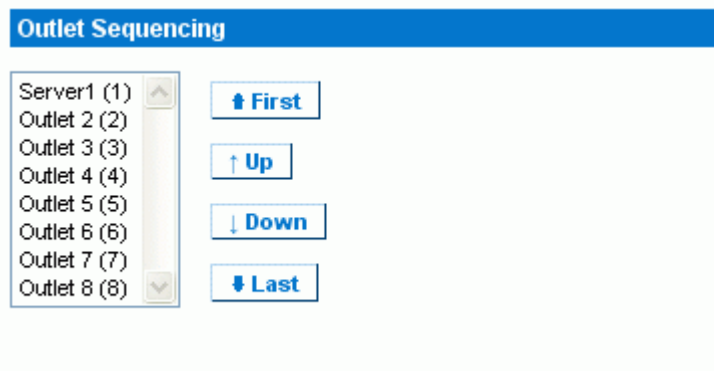 Outlet Sequencing
Server1 (1)
Outlet 2 (2)
Outlet 3 (3)
Outlet 4 (4)
Outlet 5 (5)
Outlet 6 (6)
Outlet 7 (7)
Outlet 8 (8)
First
↑ Up
↓ Down
Last